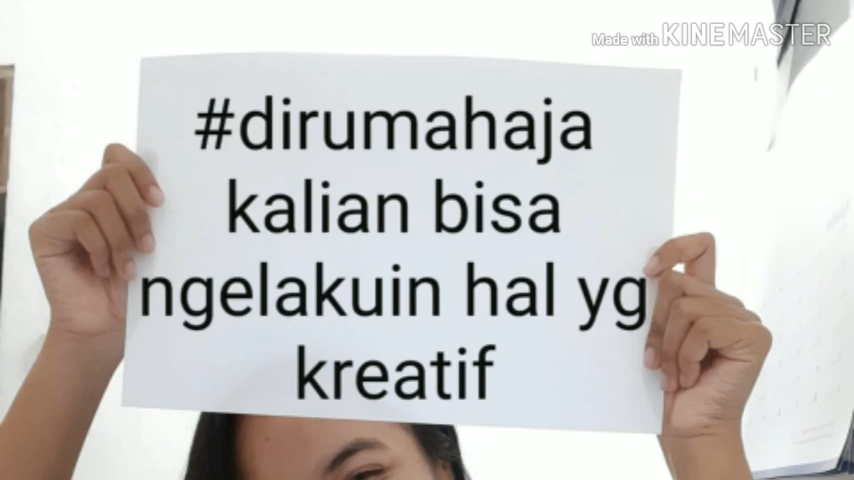 Made with KINEMASTER
#dirumahaja
kalian bisa
ngelakuin hal yg
kreatif